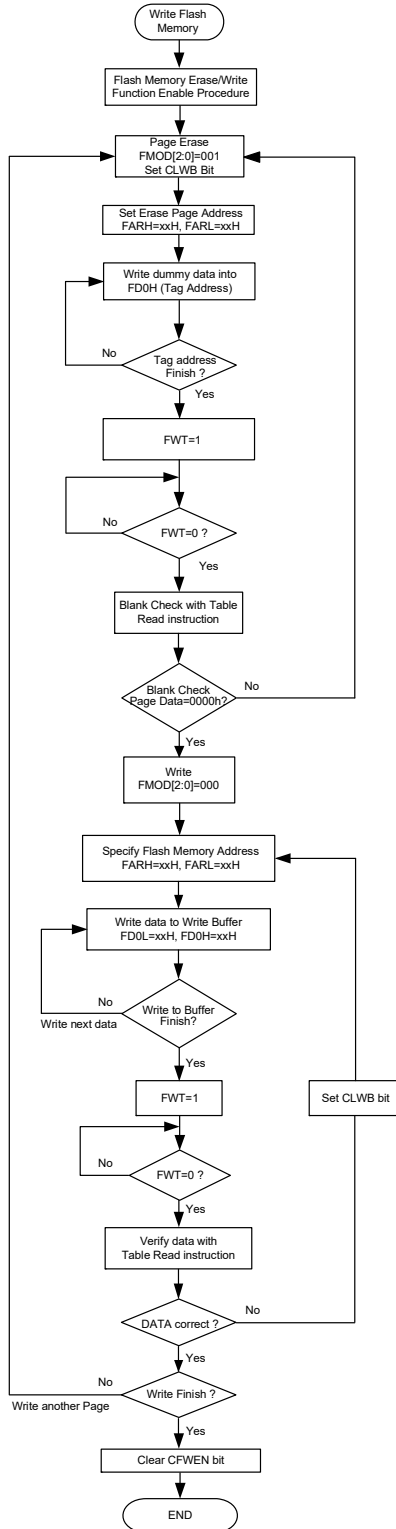 Write Flash
Memory
Flash Memory Erase/Write
Function Enable Procedure
Page Erase
FMOD[2:0]=001
Set CLWB Bit
Set Erase Page Address
FARH=xxH, FARL=xxH
Write dummy data into
FD0H (Tag Address)
No
Tag address
Finish ?
Yes
FWT=1
No
FWT=0 ?
Yes
Blank Check with Table
Read instruction
Blank Check
Page Data=0000h?
No
Yes
Write
FMOD[2:0]=000
Specify Flash Memory Address
FARH=xxH, FARL=xxH
Write data to Write Buffer
FD0L=xxH, FD0H=xxH
No
Write next data
Write to Buffer
Finish?
Yes
FWT=1
Set CLWB bit
No
FWT=0 ?
Yes
Verify data with
Table Read instruction
DATA correct ?
No
Yes
No
Write another Page
Write Finish ?
Yes
Clear CFWEN bit
END